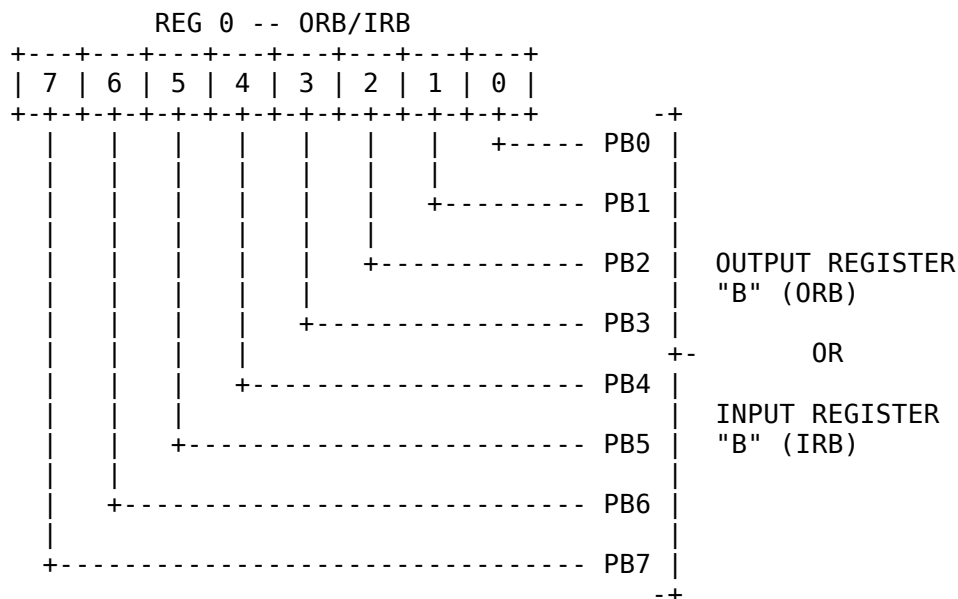 REG 0 -- ORB/IRB
7 6 5 4 3 2 1 0
PB0
PB1
PB2 OUTPUT REGISTER
"B" (ORB)
PB3
OR
PB4
INPUT REGISTER
PB5 "B" (IRB)
PB6
PB7